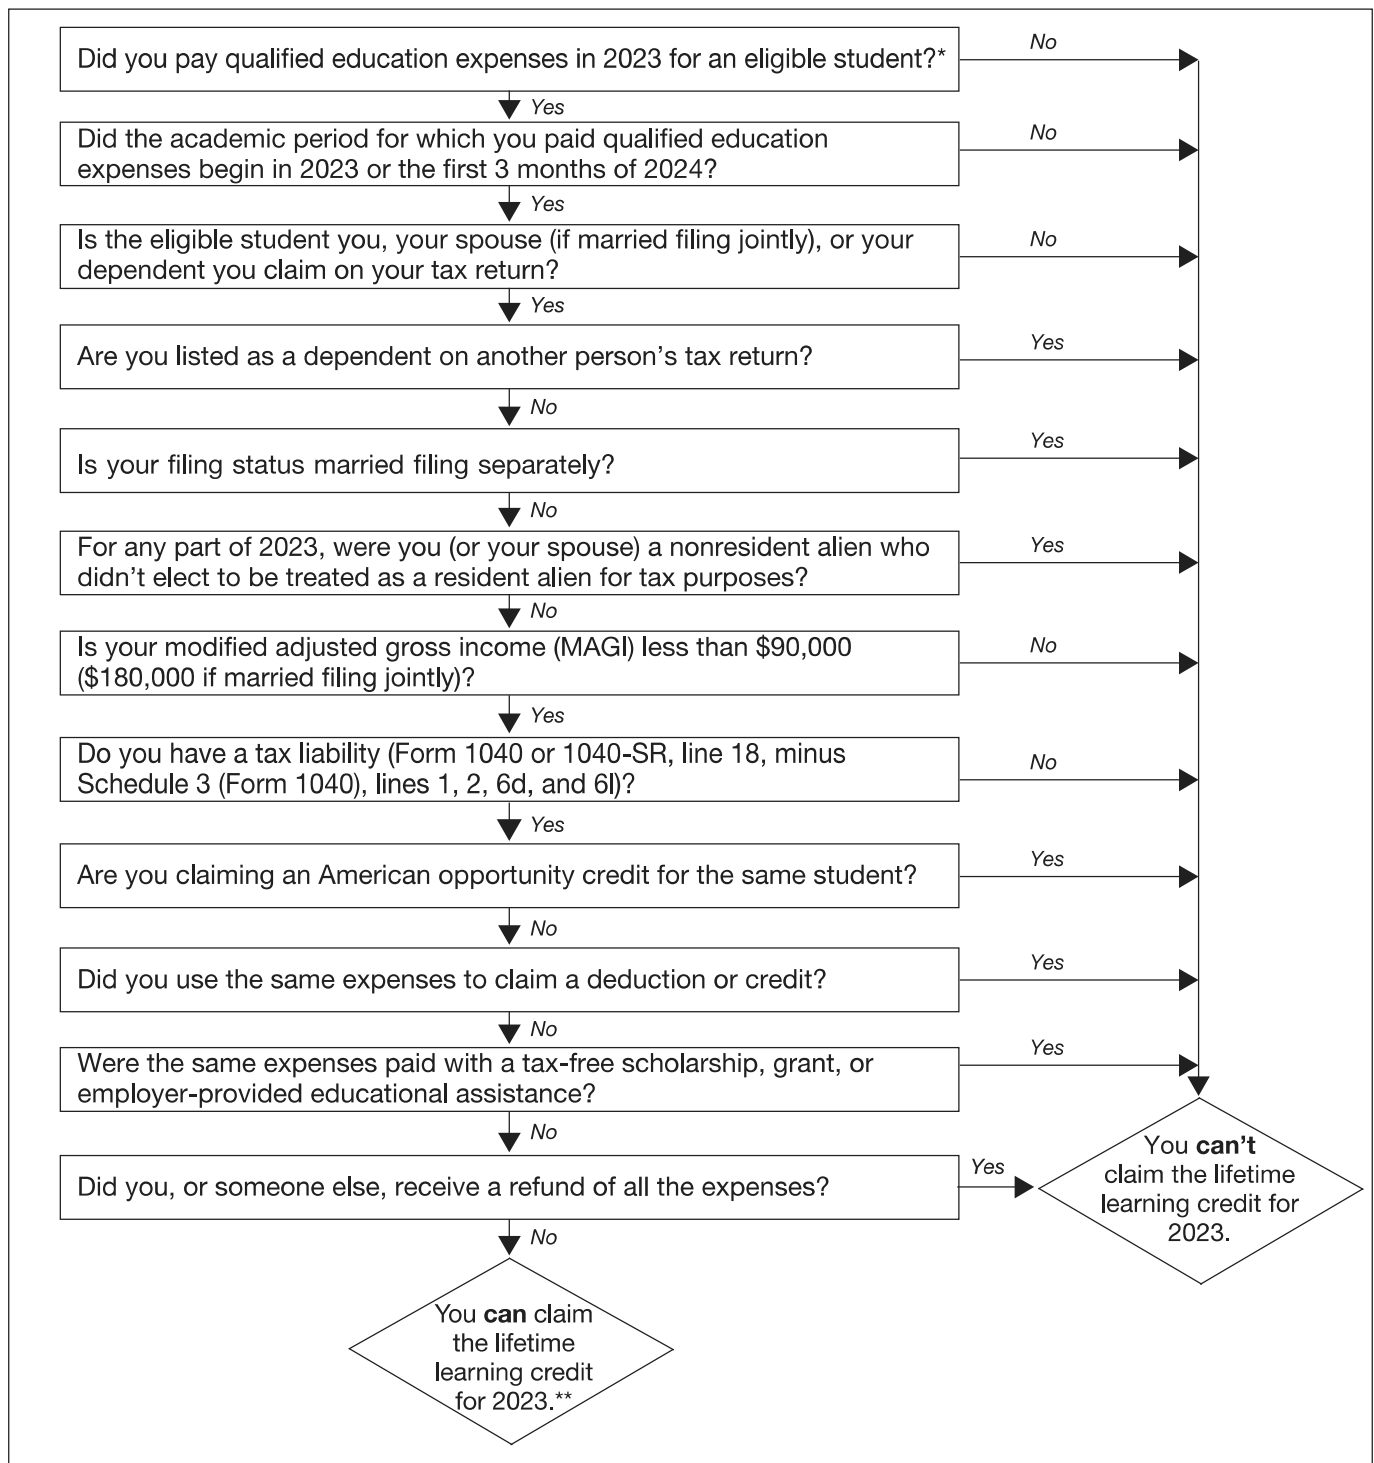 Did you pay qualified education expenses in 2023 for an eligible student?*
No
Yes
Did the academic period for which you paid qualified education
expenses begin in 2023 or the first 3 months of 2024?
No
Yes
Is the eligible student you, your spouse (if married filing jointly), or your
dependent you claim on your tax return?
No
Yes
Are you listed as a dependent on another person's tax return?
Yes
No
Is your filing status married filing separately?
Yes
No
For any part of 2023, were you (or your spouse) a nonresident alien who
didn't elect to be treated as a resident alien for tax purposes?
Yes
No
Is your modified adjusted gross income (MAGI) less than $90,000
($180,000 if married filing jointly)?
No
Yes
Do you have a tax liability (Form 1040 or 1040-SR, line 18, minus
Schedule 3 (Form 1040), lines 1, 2, 6d, and 6l)?
No
Yes
Are you claiming an American opportunity credit for the same student?
Yes
No
Did you use the same expenses to claim a deduction or credit?
Yes
No
Were the same expenses paid with a tax-free scholarship, grant, or
employer-provided educational assistance?
Yes
No
Did you, or someone else, receive a refund of all the expenses?
Yes
No
You can't
claim the lifetime
learning credit for
2023.
You can claim
the lifetime
learning credit
for 2023.**